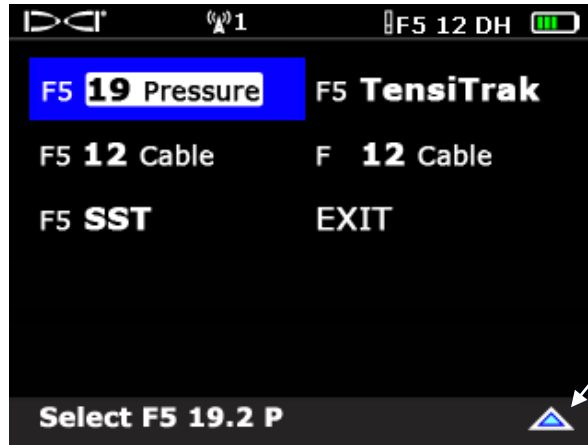 DCI 1 F5 12 DH
F5 19 Pressure F5 TensiTrak
F5 12 Cable F 12 Cable
F5 SST EXIT
Select F5 19.2 P